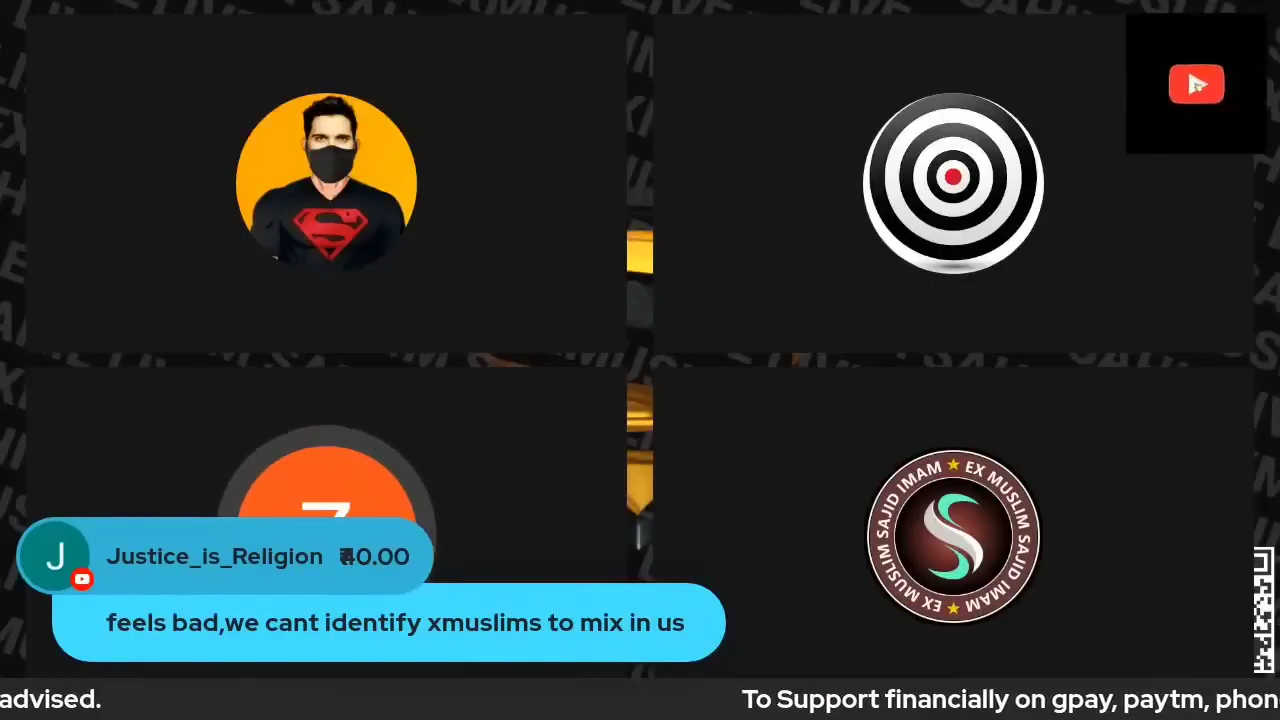 EX MUSLIM SAJID IMAM
EX MUSLIM SAJID IMAM
J
Justice_is_Religion 40.00
feels bad,we cant identify xmuslims to mix in us
advised.
To Support financially on gpay, paytm, phon